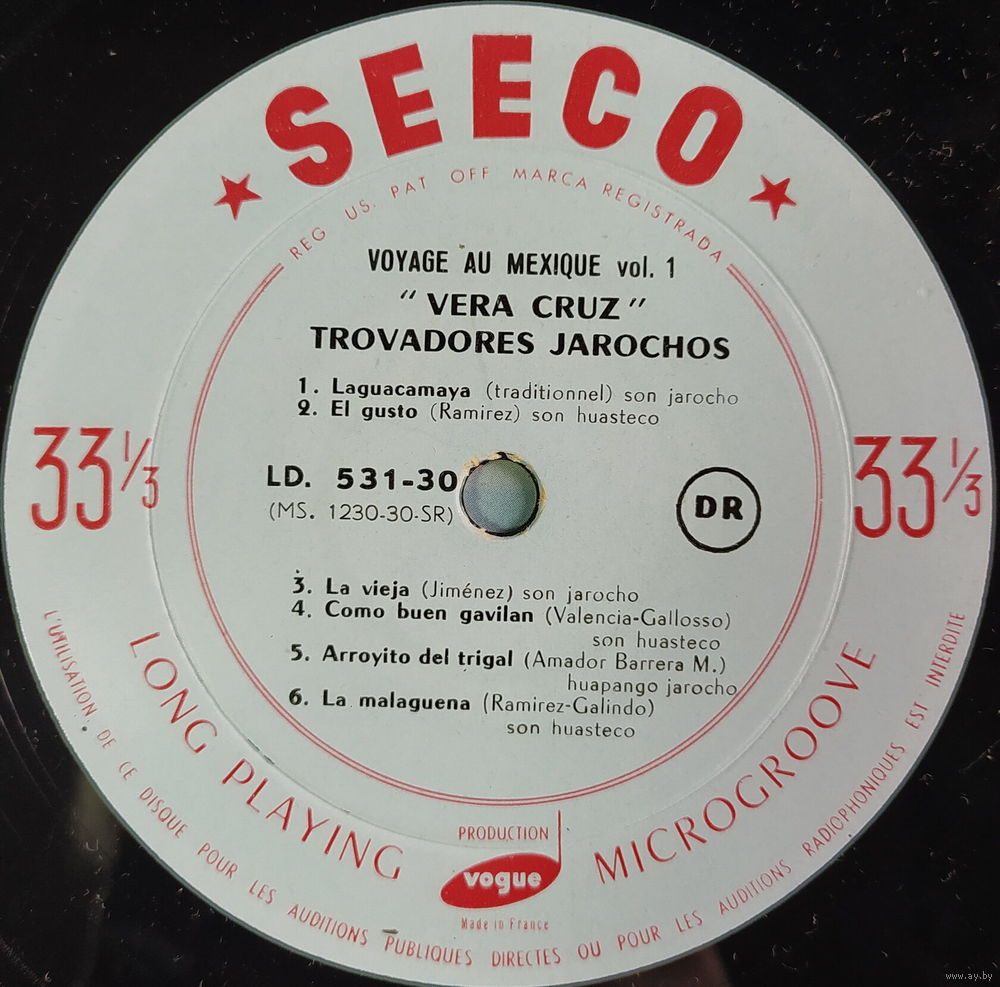 SEECO
REG US. PAT OFF MARCA REGISTRADA
VOYAGE AU MEXIQUE vol. 1
"VERA CRUZ"
TROVADORES JAROCHOS
1. Laguacamaya (traditionnel) son jarocho
2. El gusto (Ramirez) son huasteco
33 1/3
LD. 531-30
(MS. 1230-30-SR)
DR
33 1/3
3. La vieja (Jiménez) son jarocho
4. Como buen gavilan (Valencia-Gallosso)
son huasteco
5. Arroyito del trigal (Amador Barrera M.)
huapango jarocho
6. La malaguena (Ramirez-Galindo)
son huasteco
LONG PLAYING MICROGROOVE
PRODUCTION
vogue
Made in France
L'UTILISATION DE CE DISQUE POUR LES AUDITIONS PUBLIQUES DIRECTES OU POUR LES AUDITIONS RADIOPHONIQUES EST INTERDITE
www.ay.by